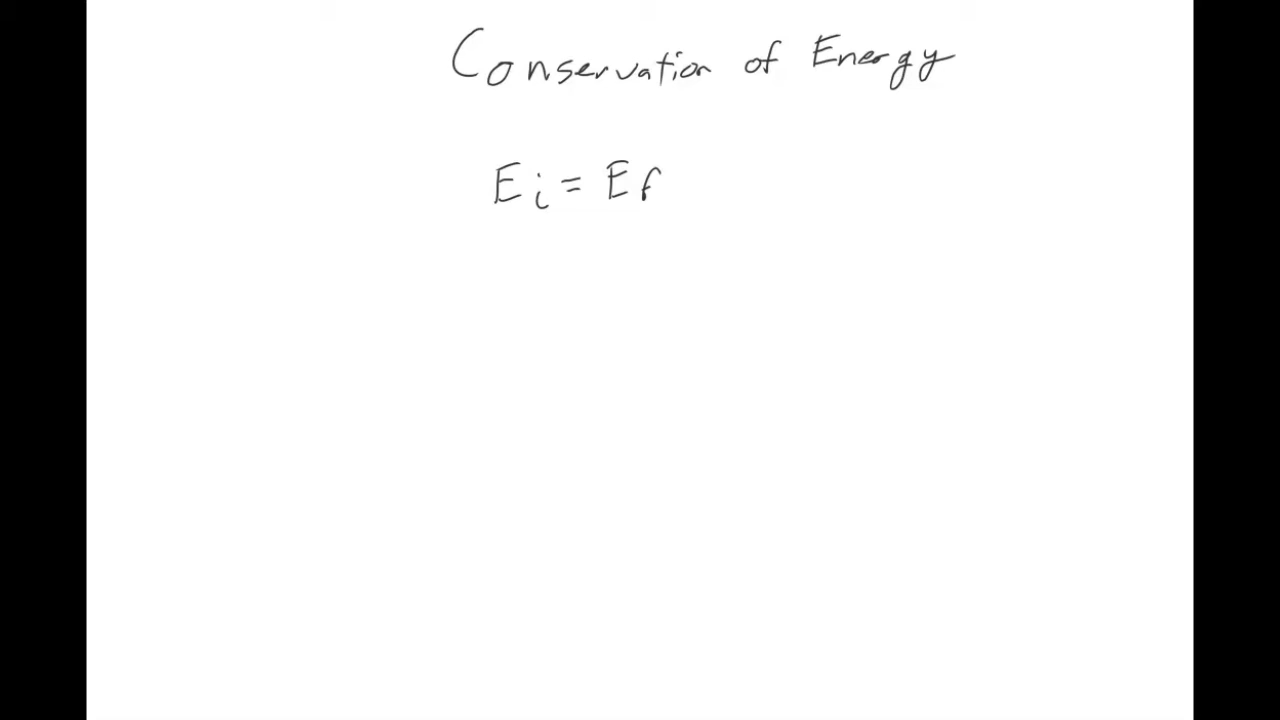 Conservation of Energy
Ei = Ef